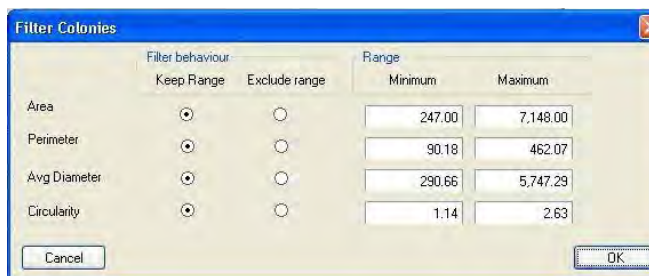 Filter Colonies
Filter behaviour Range
Keep Range Exclude range Minimum Maximum
Area 247.00 7,148.00
Perimeter 90.18 462.07
Avg Diameter 290.66 5,747.29
Circularity 1.14 2.63
Cancel OK